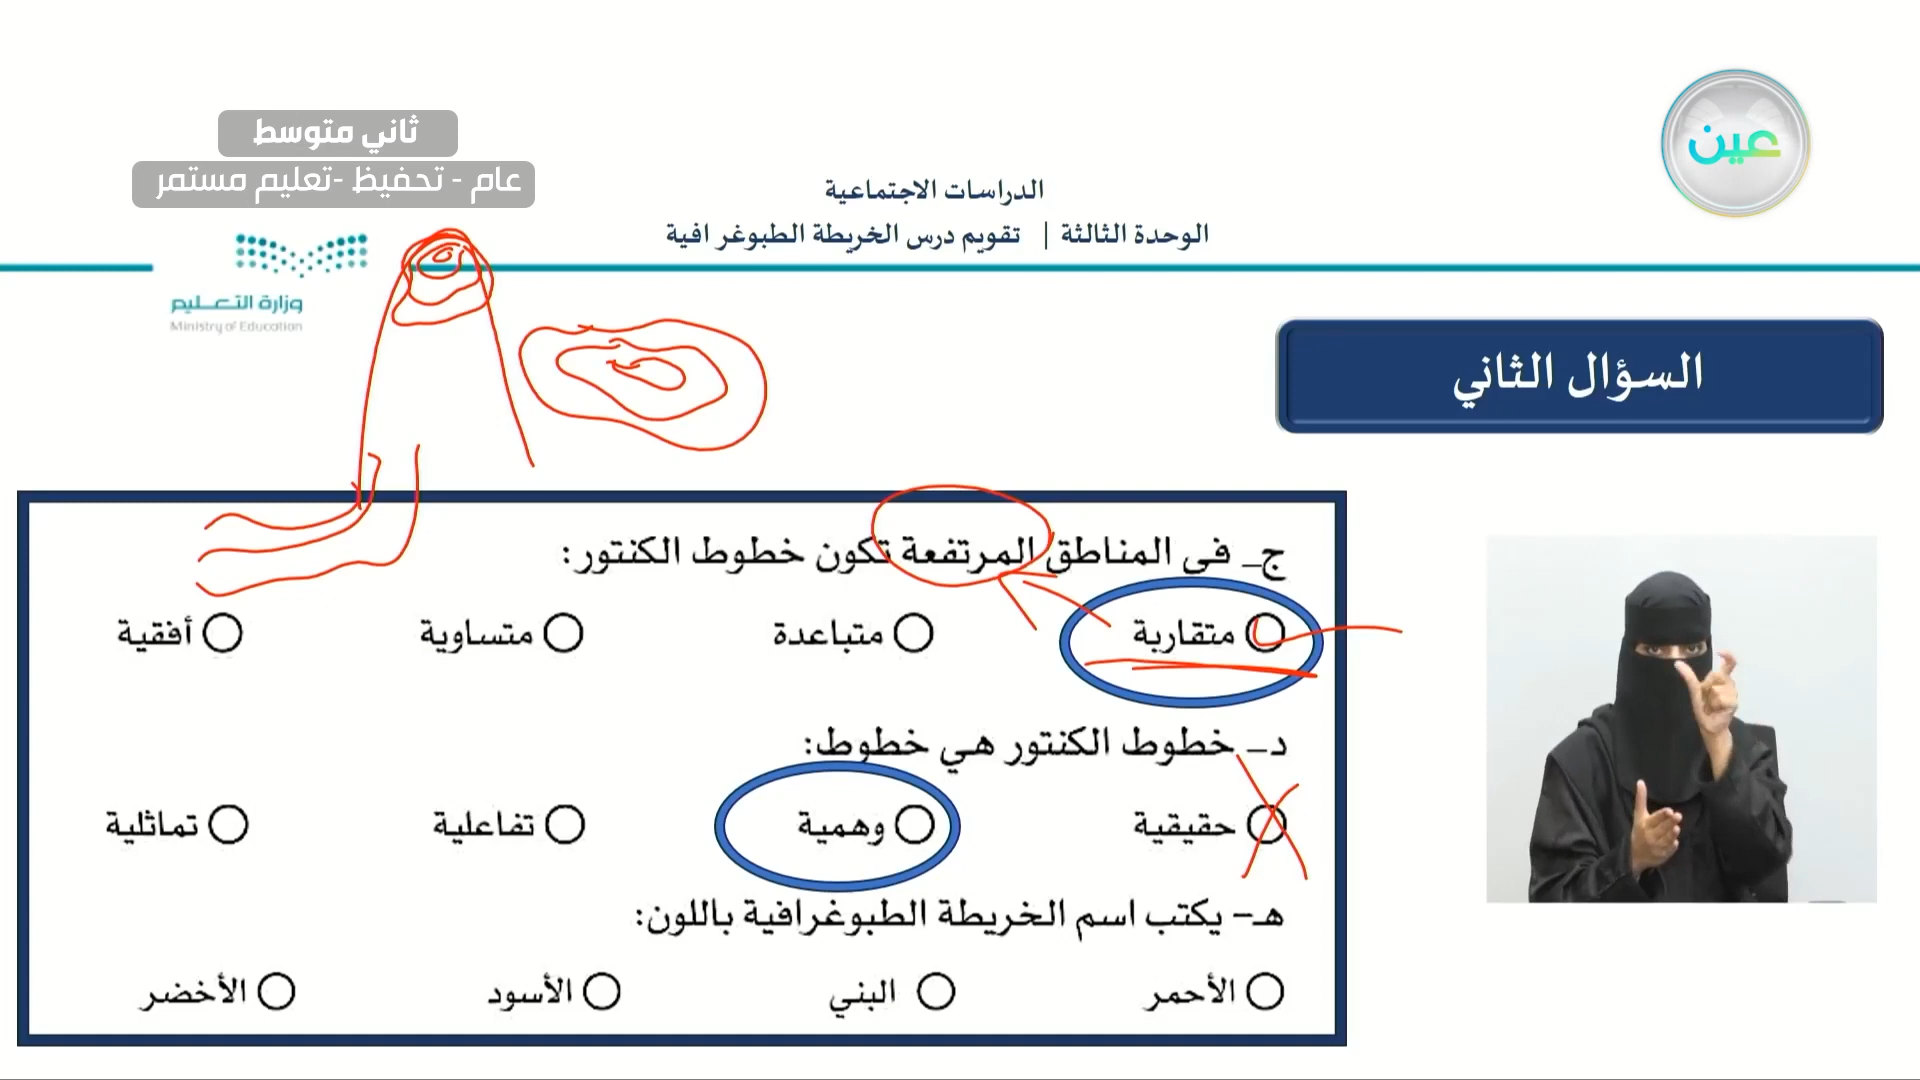 عين
ثاني متوسط
عام - تحفيظ -تعليم مستمر
الدراسات الاجتماعية
الوحدة الثالثة | تقويم درس الخريطة الطبوغرافية
وزارة التعليم
Ministry of Education
السؤال الثاني
ج_ في المناطق المرتفعة تكون خطوط الكنتور:
متقاربة متباعدة متساوية أفقية
د- خطوط الكنتور هي خطوط:
حقيقية وهمية تفاعلية تماثلية
هـ- يكتب اسم الخريطة الطبوغرافية باللون:
الأحمر البني الأسود الأخضر